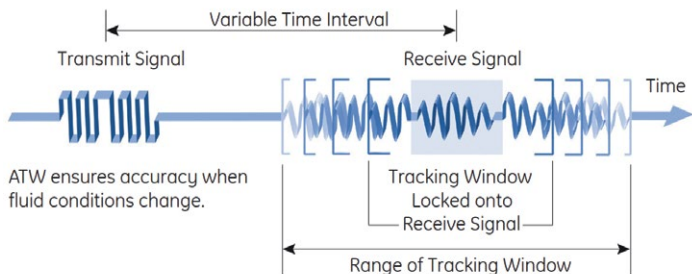 Variable Time Interval
Transmit Signal
Receive Signal
Time
ATW ensures accuracy when
fluid conditions change.
Tracking Window
Locked onto
Receive Signal
Range of Tracking Window